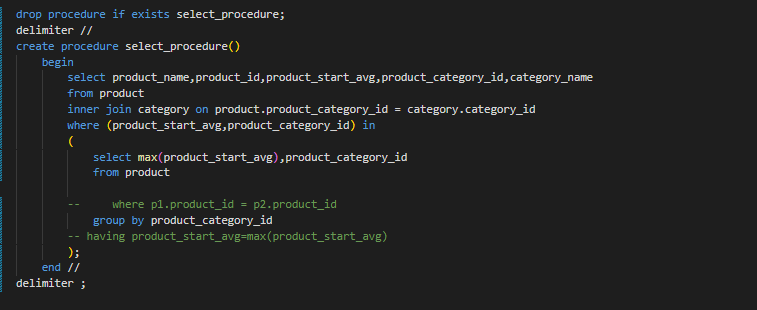 drop procedure if exists select_procedure;
delimiter //
create procedure select_procedure()
begin
select product_name,product_id,product_start_avg,product_category_id,category_name
from product
inner join category on product.product_category_id = category.category_id
where (product_start_avg,product_category_id) in
(
select max(product_start_avg),product_category_id
from product
-- where p1.product_id = p2.product_id
group by product_category_id
-- having product_start_avg=max(product_start_avg)
);
end //
delimiter ;